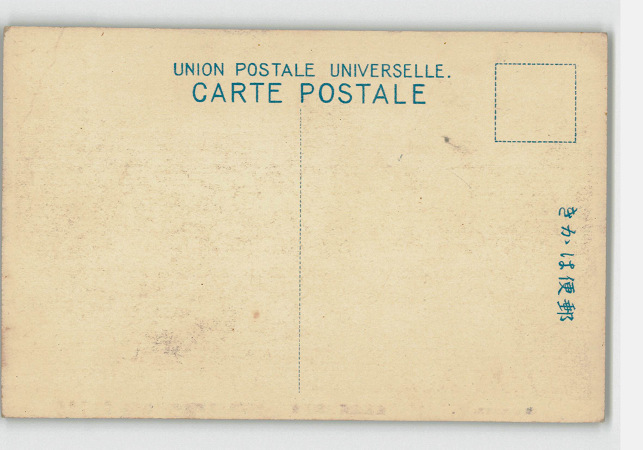 UNION POSTALE UNIVERSELLE.
CARTE POSTALE
郵便はかき